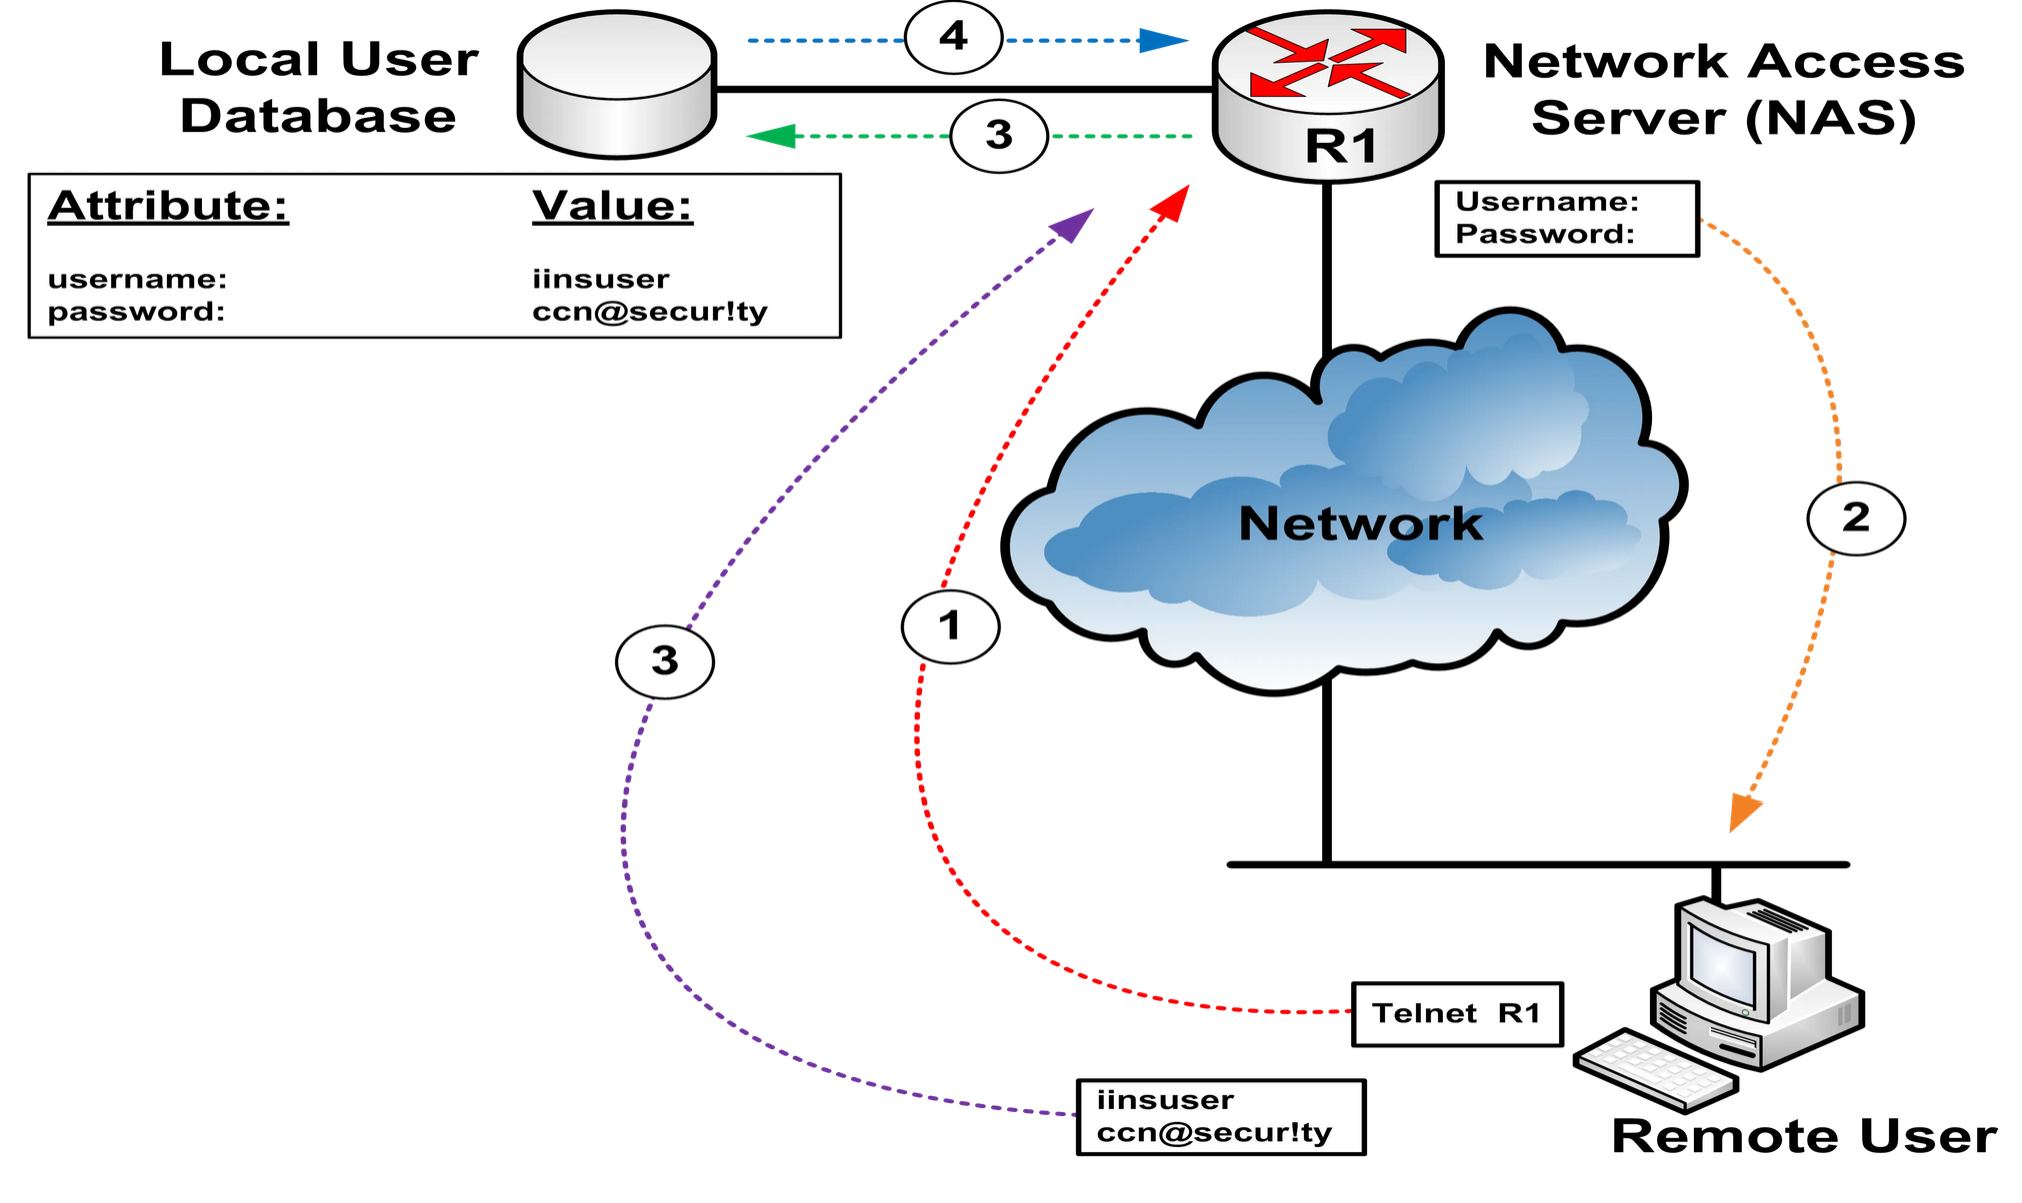 Local User
Database
4
3
R1
Network Access
Server (NAS)
Attribute: Value:
username: iinsuser
password: ccn@secur!ty
Username:
Password:
Network
2
1
3
Telnet R1
iinsuser
ccn@secur!ty
Remote User